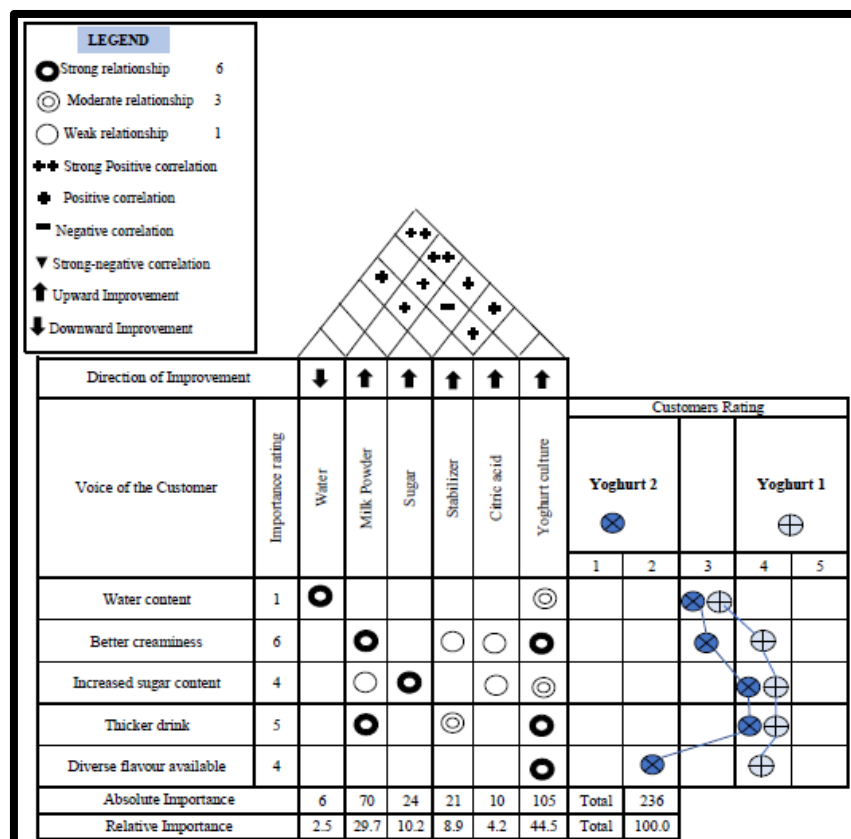 LEGEND
Strong relationship 6
Moderate relationship 3
Weak relationship 1
Strong Positive correlation
Positive correlation
Negative correlation
Strong-negative correlation
Upward Improvement
Downward Improvement
Direction of Improvement
Customers Rating
Voice of the Customer
Importance rating
Water
Milk Powder
Sugar
Stabilizer
Citric acid
Yoghurt culture
Yoghurt 2
Yoghurt 1
1 2 3 4 5
Water content 1
Better creaminess 6
Increased sugar content 4
Thicker drink 5
Diverse flavour available 4
Absolute Importance 6 70 24 21 10 105 Total 236
Relative Importance 2.5 29.7 10.2 8.9 4.2 44.5 Total 100.0